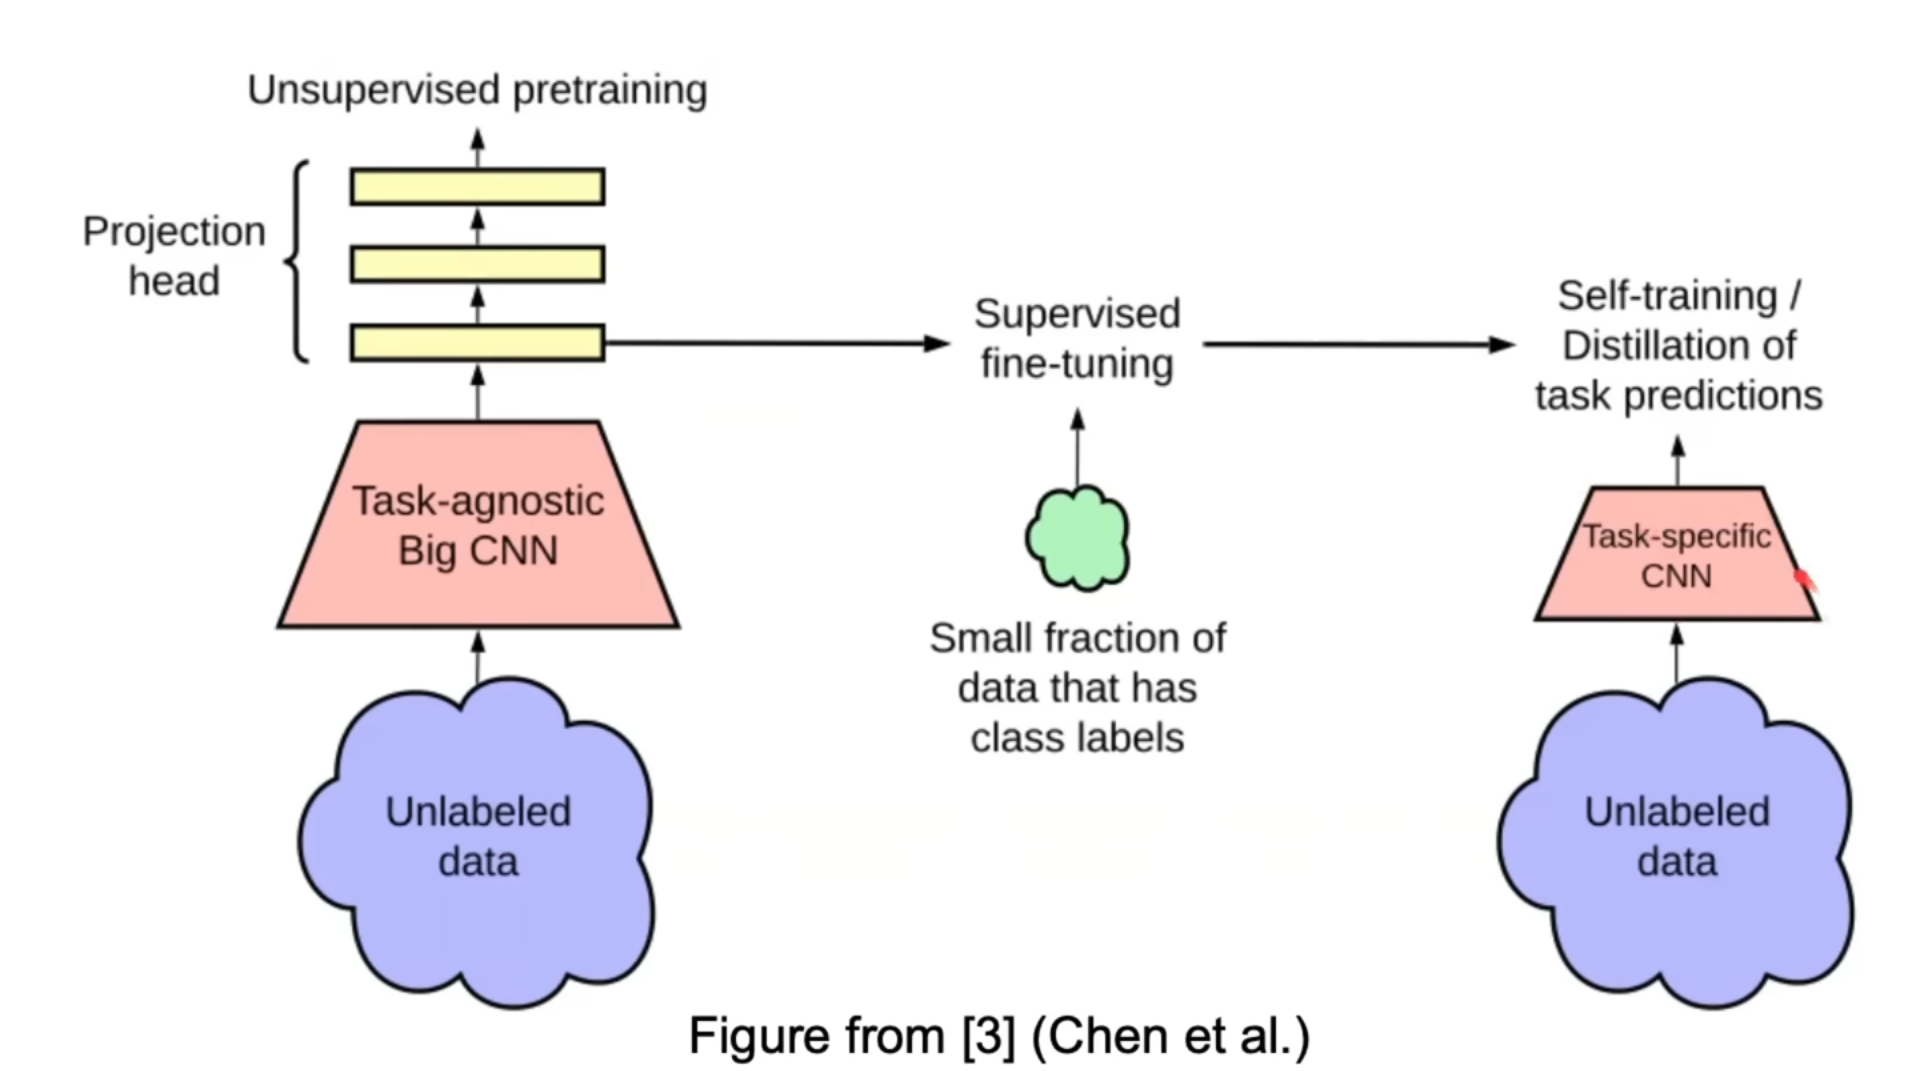 Unsupervised pretraining
Projection
head
Task-agnostic
Big CNN
Unlabeled
data
Supervised
fine-tuning
Small fraction of
data that has
class labels
Self-training /
Distillation of
task predictions
Task-specific
CNN
Unlabeled
data
Figure from [3] (Chen et al.)